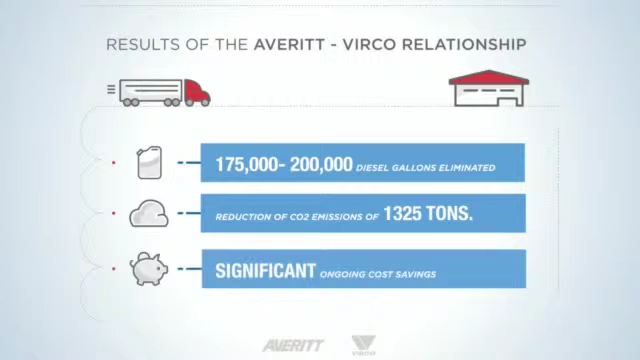 RESULTS OF THE AVERITT - VIRCO RELATIONSHIP
175,000- 200,000 DIESEL GALLONS ELIMINATED
REDUCTION OF CO2 EMISSIONS OF 1325 TONS.
SIGNIFICANT ONGOING COST SAVINGS
AVERITT VIRCO